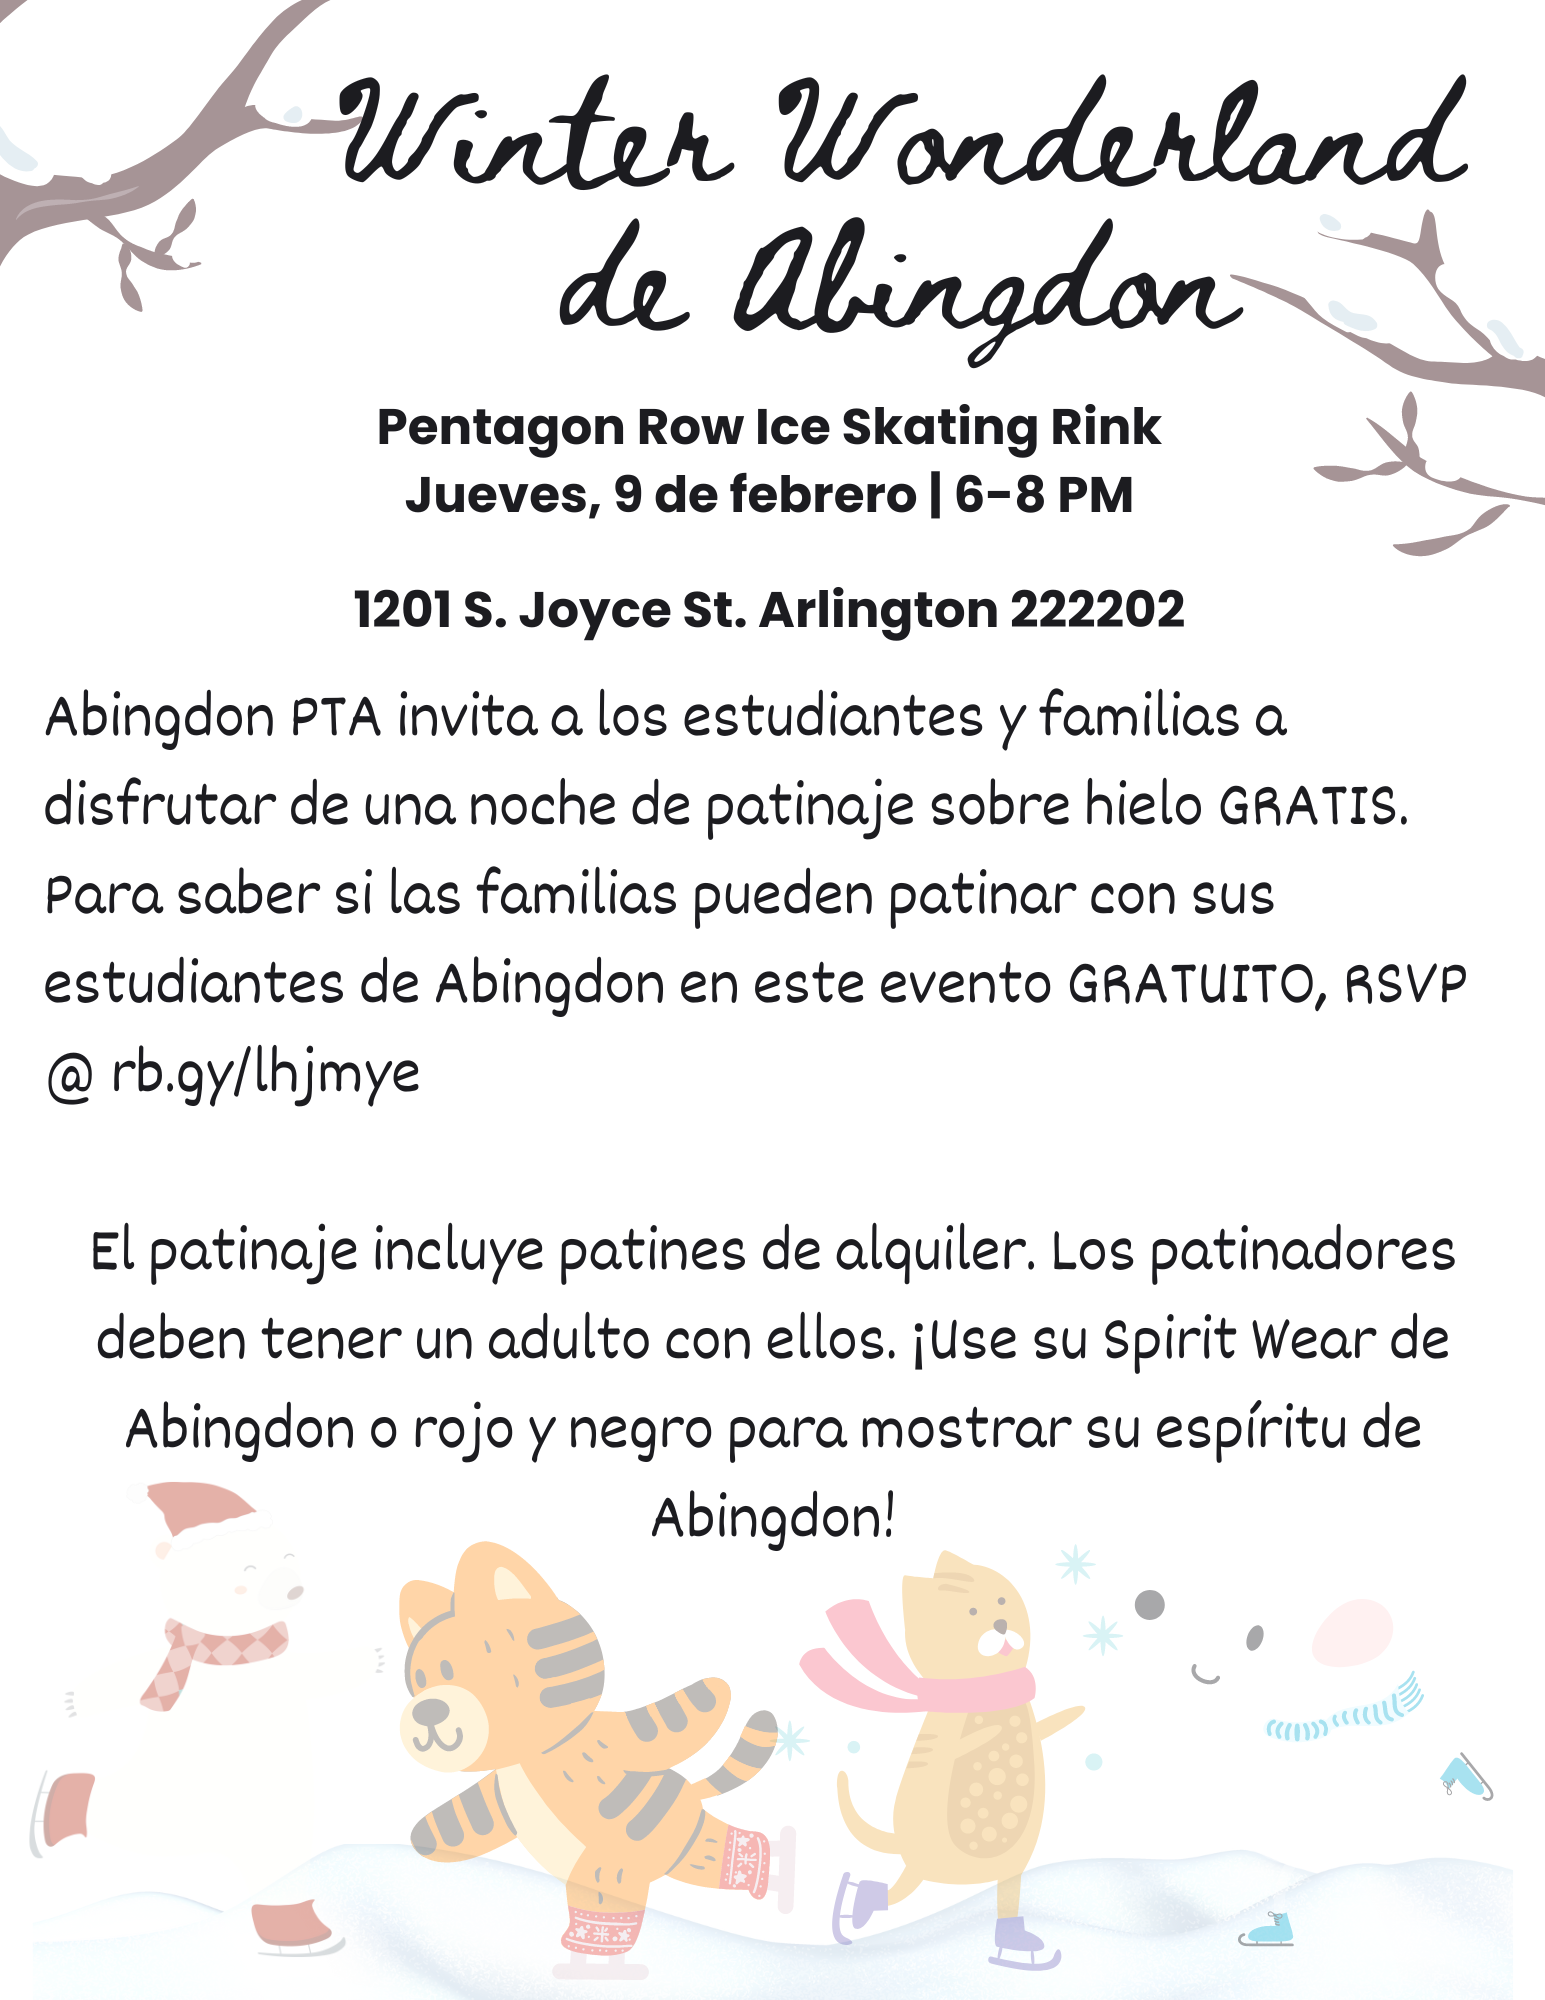 Winter Wonderland
de Abingdon
Pentagon Row Ice Skating Rink
Jueves, 9 de febrero | 6-8 PM
1201 S. Joyce St. Arlington 222202
Abingdon PTA invita a los estudiantes y familias a
disfrutar de una noche de patinaje sobre hielo GRATIS.
Para saber si las familias pueden patinar con sus
estudiantes de Abingdon en este evento GRATUITO, RSVP
@ rb.gy/lhjmye
El patinaje incluye patines de alquiler. Los patinadores
deben tener un adulto con ellos. ¡Use su Spirit Wear de
Abingdon o rojo y negro para mostrar su espíritu de
Abingdon!